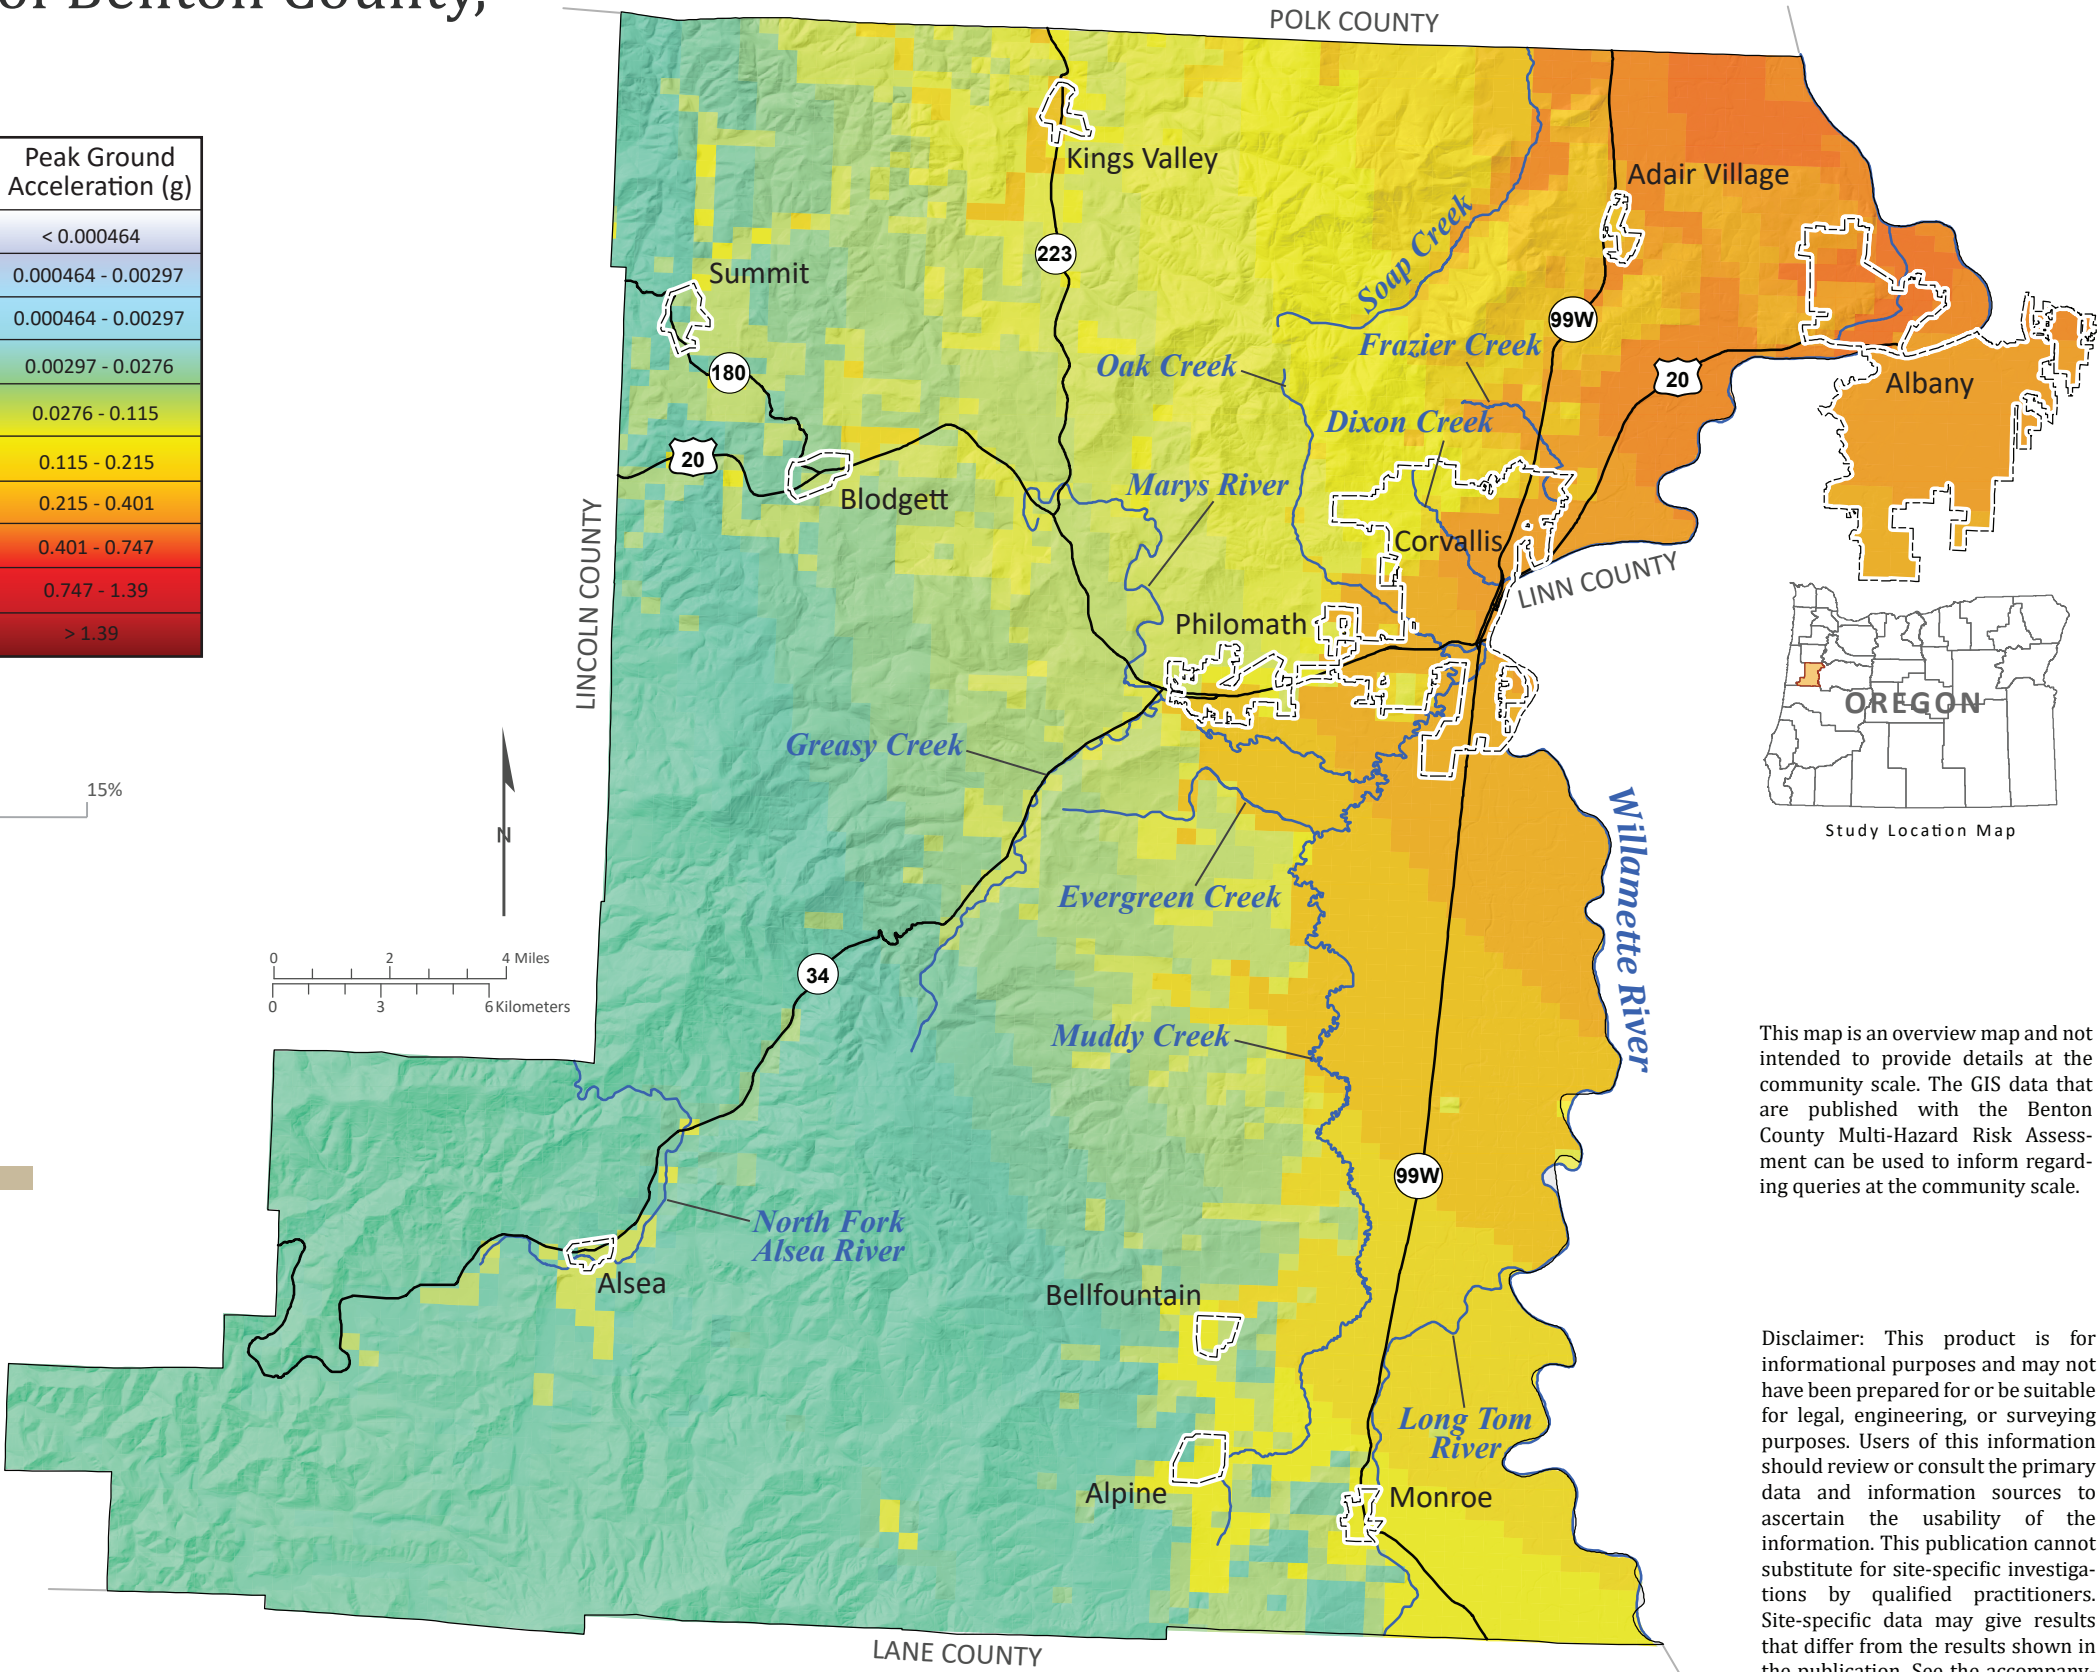 of Benton County,
Peak Ground
Acceleration (g)
< 0.000464
0.000464 - 0.00297
0.000464 - 0.00297
0.00297 - 0.0276
0.0276 - 0.115
0.115 - 0.215
0.215 - 0.401
0.401 - 0.747
0.747 - 1.39
> 1.39
15%
N
0 2 4 Miles
0 3 6 Kilometers
POLK COUNTY
LINCOLN COUNTY
LINN COUNTY
LANE COUNTY
Kings Valley
223
Adair Village
Summit
180
20
Blodgett
Soap Creek
99W
Frazier Creek
Oak Creek
20
Dixon Creek
Albany
Marys River
Corvallis
Philomath
Greasy Creek
Evergreen Creek
Willamette River
34
Muddy Creek
99W
North Fork
Alsea River
Alsea
Bellfountain
Long Tom
River
Alpine
Monroe
OREGON
Study Location Map
This map is an overview map and not
intended to provide details at the
community scale. The GIS data that
are published with the Benton
County Multi-Hazard Risk Assess-
ment can be used to inform regard-
ing queries at the community scale.
Disclaimer: This product is for
informational purposes and may not
have been prepared for or be suitable
for legal, engineering, or surveying
purposes. Users of this information
should review or consult the primary
data and information sources to
ascertain the usability of the
information. This publication cannot
substitute for site-specific investiga-
tions by qualified practitioners.
Site-specific data may give results
that differ from the results shown in
the publication. See the accompany-